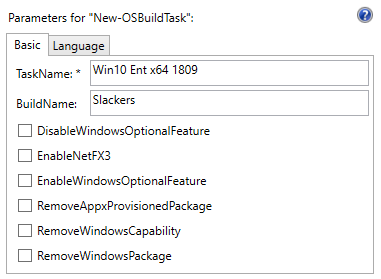 Parameters for "New-OSBuildTask":
?
Basic Language
TaskName: * Win10 Ent x64 1809
BuildName: Slackers
DisableWindowsOptionalFeature
EnableNetFX3
EnableWindowsOptionalFeature
RemoveAppxProvisionedPackage
RemoveWindowsCapability
RemoveWindowsPackage